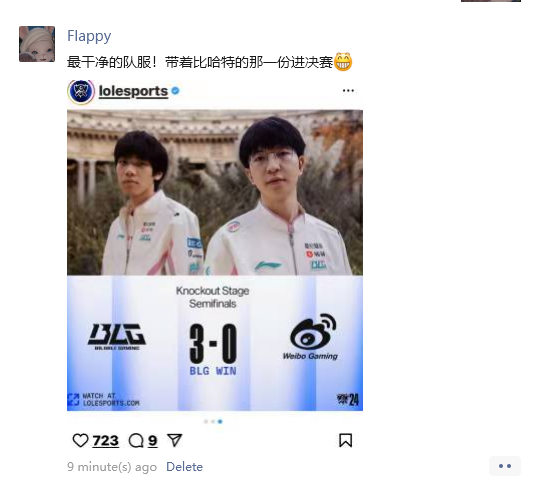 Flappy
最干净的队服！带着比哈特的那一份进决赛😁
lolesports
Knockout Stage
Semifinals
BLG
BILIBILI GAMING
3-0
BLG WIN
Weibo Gaming
WATCH AT
LOLESPORTS.COM
24
723
9
9 minute(s) ago
Delete